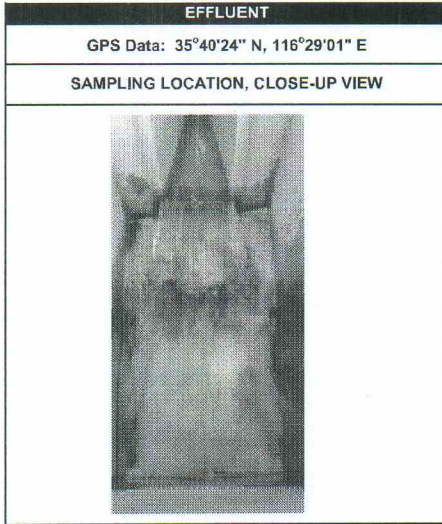 EFFLUENT
GPS Data: 35°40'24" N, 116°29'01" E
SAMPLING LOCATION, CLOSE-UP VIEW